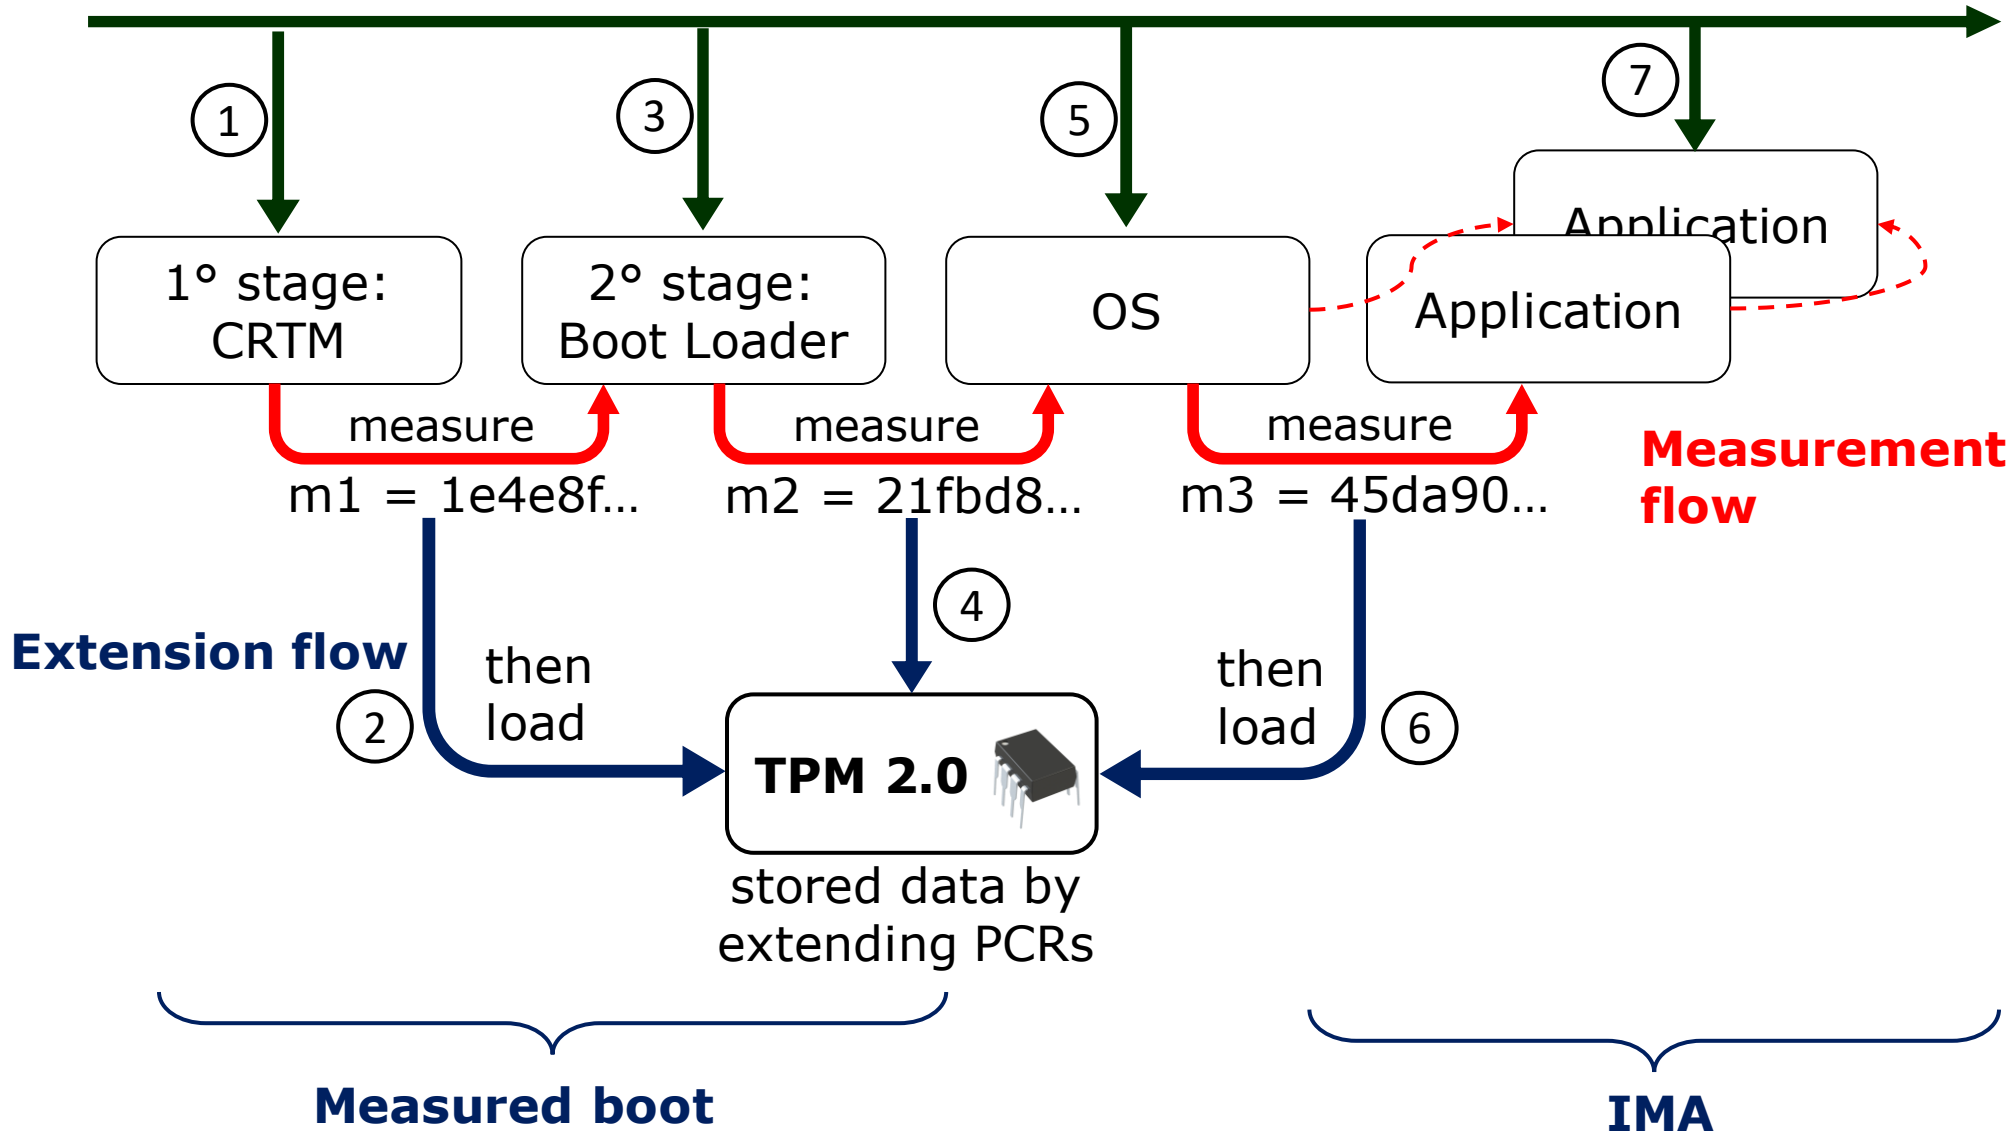 1
3
5
7
1° stage:
CRTM
2° stage:
Boot Loader
OS
Application
Application
measure
measure
measure
m1 = 1e4e8f...
m2 = 21fbd8...
m3 = 45da90...
Measurement
flow
Extension flow
2
then
load
4
then
load
6
TPM 2.0
stored data by
extending PCRs
Measured boot
IMA